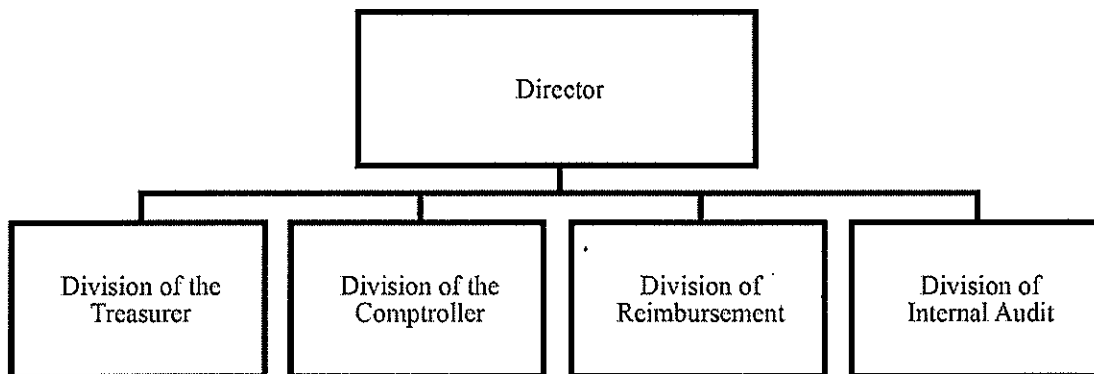 Director
Division of the
Treasurer
Division of the
Comptroller
Division of
Reimbursement
Division of
Internal Audit